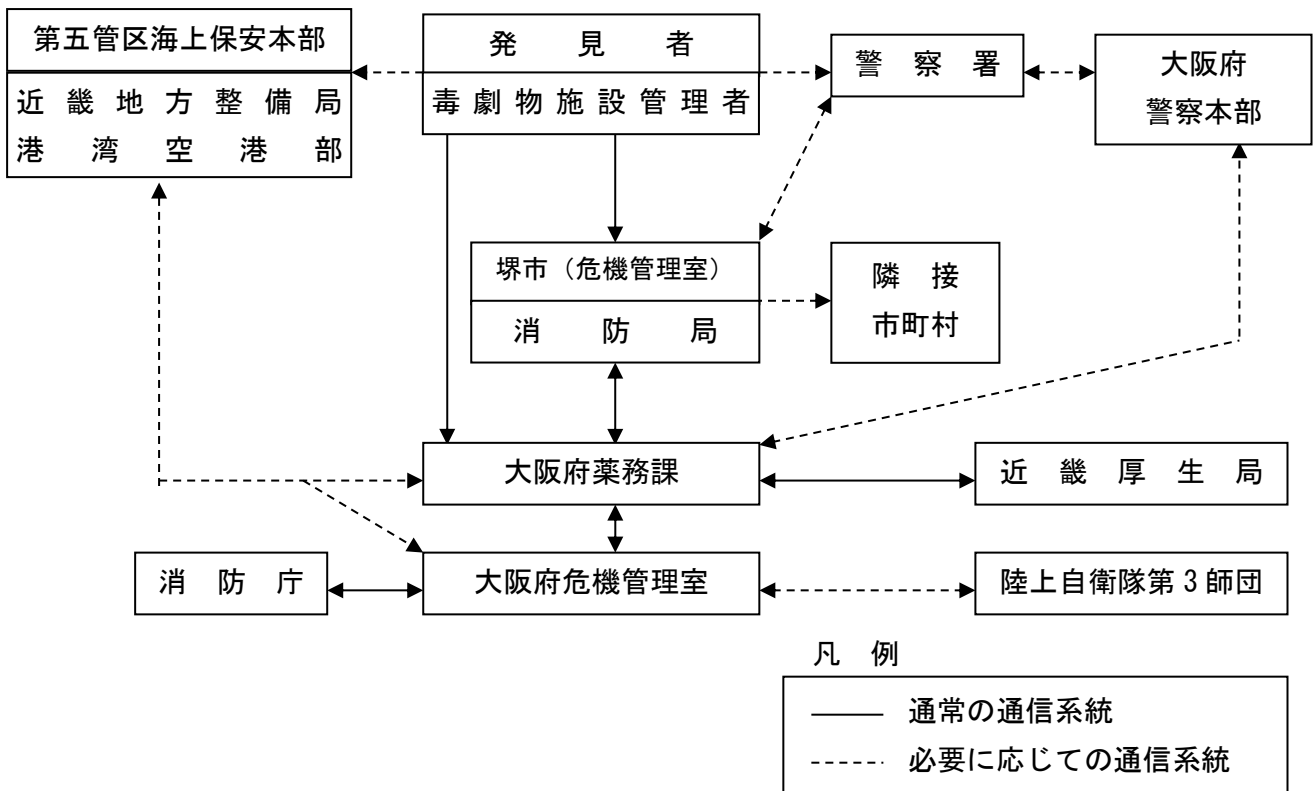 第五管区海上保安本部
近畿地方整備局
港湾空港部
発見者
毒劇物施設管理者
警察署
大阪府
警察本部
堺市（危機管理室）
消防局
隣接
市町村
大阪府薬務課
近畿厚生局
消防庁
大阪府危機管理室
陸上自衛隊第３師団
凡例
通常の通信系統
必要に応じての通信系統